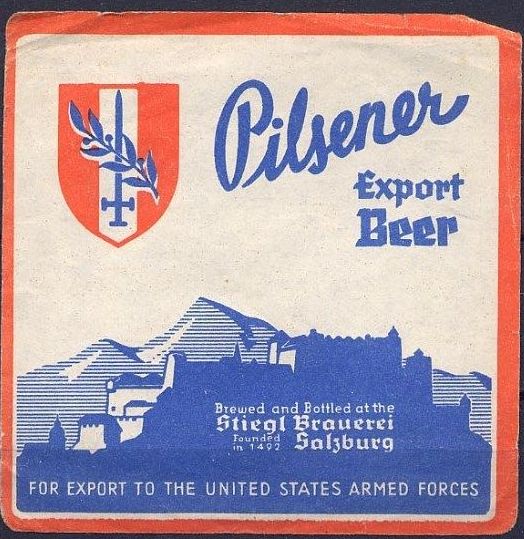 Pilsener
Export
Beer
Brewed and Bottled at the
Stiegl Brauerei
Founded
in 1492
Salzburg
FOR EXPORT TO THE UNITED STATES ARMED FORCES